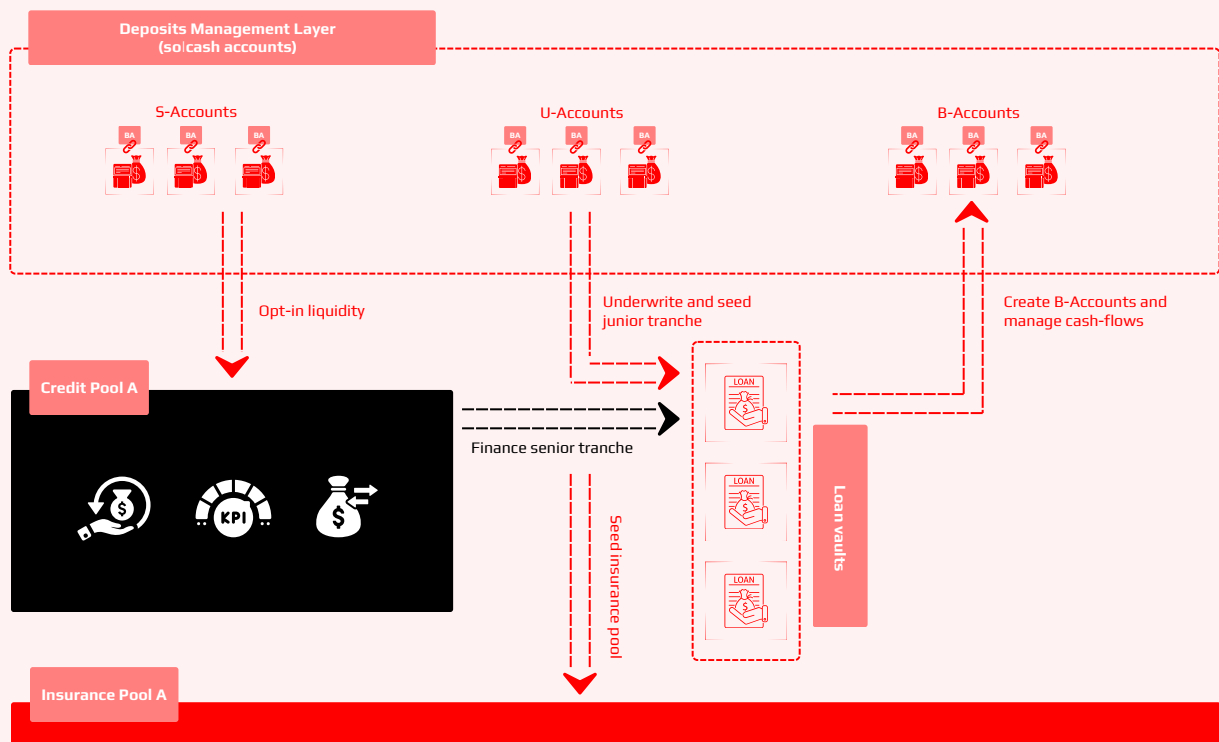 Deposits Management Layer
(so|cash accounts)
S-Accounts
BA BA BA
U-Accounts
BA BA BA
B-Accounts
BA BA BA
Opt-in liquidity
Underwrite and seed
junior tranche
Create B-Accounts and
manage cash-flows
Credit Pool A
$
KPI
$
Finance senior tranche
Seed insurance pool
LOAN
$
LOAN
$
LOAN
$
Loan vaults
Insurance Pool A